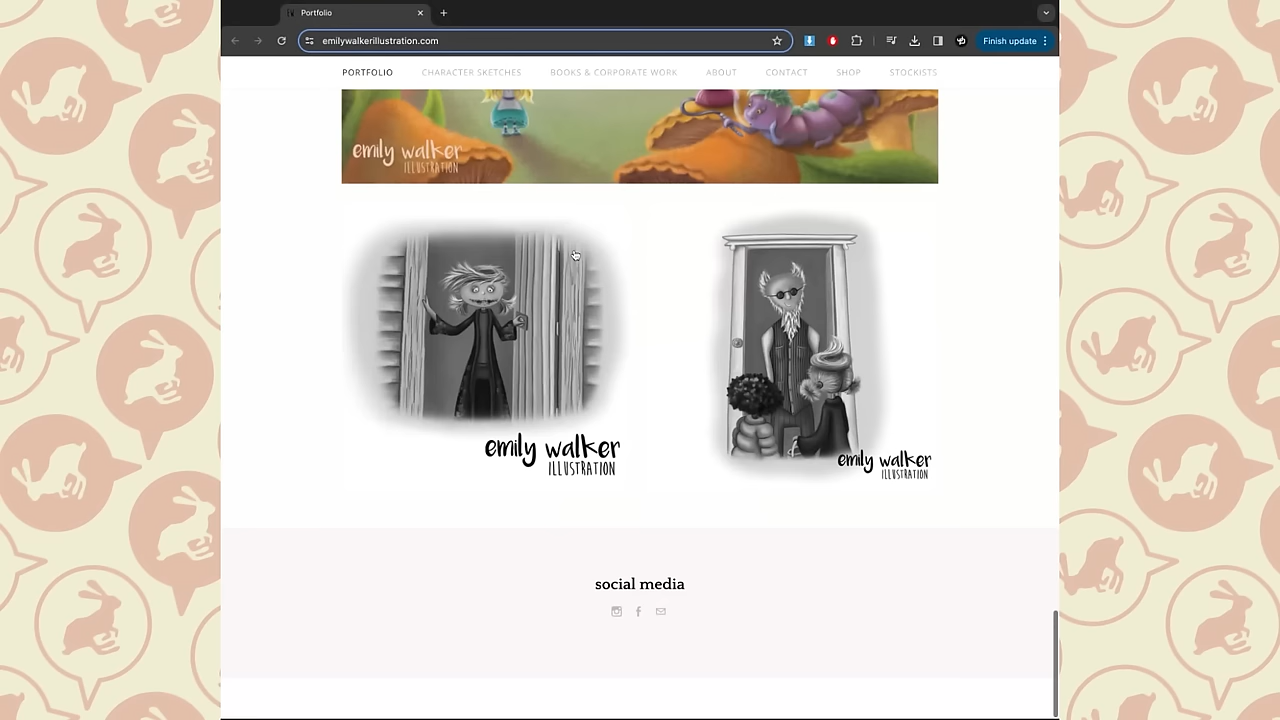 Portfolio
emilywalkerillustration.com
Finish update
PORTFOLIO CHARACTER SKETCHES BOOKS & CORPORATE WORK ABOUT CONTACT SHOP STOCKISTS
emily walker
ILLUSTRATION
emily walker
ILLUSTRATION
emily walker
ILLUSTRATION
social media